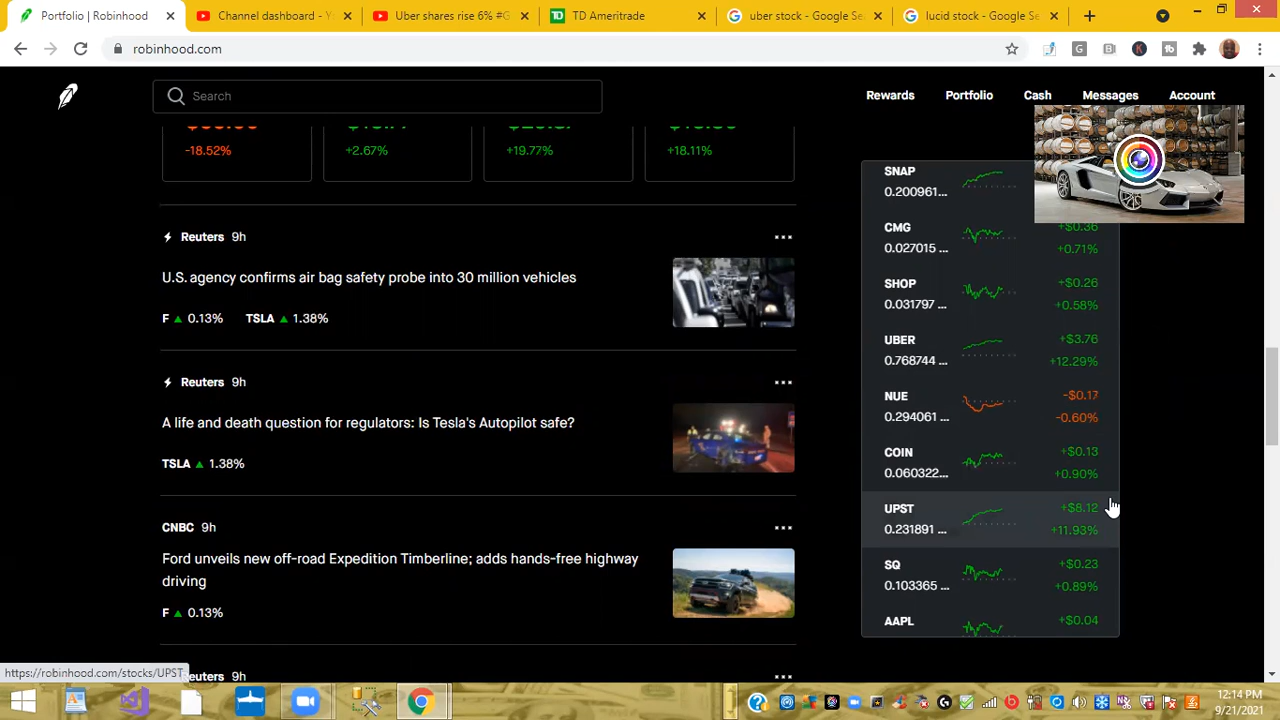 Portfolio | Robinhood
Channel dashboard - Y
Uber shares rise 6% #G
TD Ameritrade
uber stock - Google Se
lucid stock - Google Se
robinhood.com
Search
Rewards
Portfolio
Cash
Messages
Account
-18.52%
+2.67%
+19.77%
+18.11%
Reuters 9h
U.S. agency confirms air bag safety probe into 30 million vehicles
F 0.13% TSLA 1.38%
Reuters 9h
A life and death question for regulators: Is Tesla's Autopilot safe?
TSLA 1.38%
CNBC 9h
Ford unveils new off-road Expedition Timberline; adds hands-free highway
driving
F 0.13%
Reuters 9h
SNAP
0.200961...
CMG +$0.36
0.027015 ... +0.71%
SHOP +$0.26
0.031797 ... +0.58%
UBER +$3.76
0.768744 ... +12.29%
NUE -$0.17
0.294061 ... -0.60%
COIN +$0.13
0.060322... +0.90%
UPST +$8.12
0.231891 ... +11.93%
SQ +$0.23
0.103365 ... +0.89%
AAPL +$0.04
https://robinhood.com/stocks/UPST
12:14 PM
9/21/2021